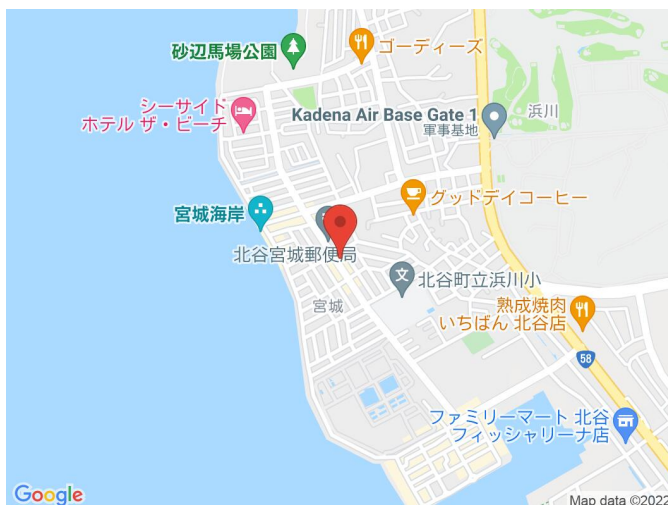 砂辺馬場公園
ゴーディーズ
シーサイド
ホテル ザ・ビーチ
Kadena Air Base Gate 1
軍事基地
浜川
グッドデイコーヒー
宮城海岸
北谷宮城郵便局
北谷町立浜川小
宮城
熟成焼肉
いちばん 北谷店
58
ファミリーマート 北谷
フィッシャリーナ店
Google
Map data ©2022